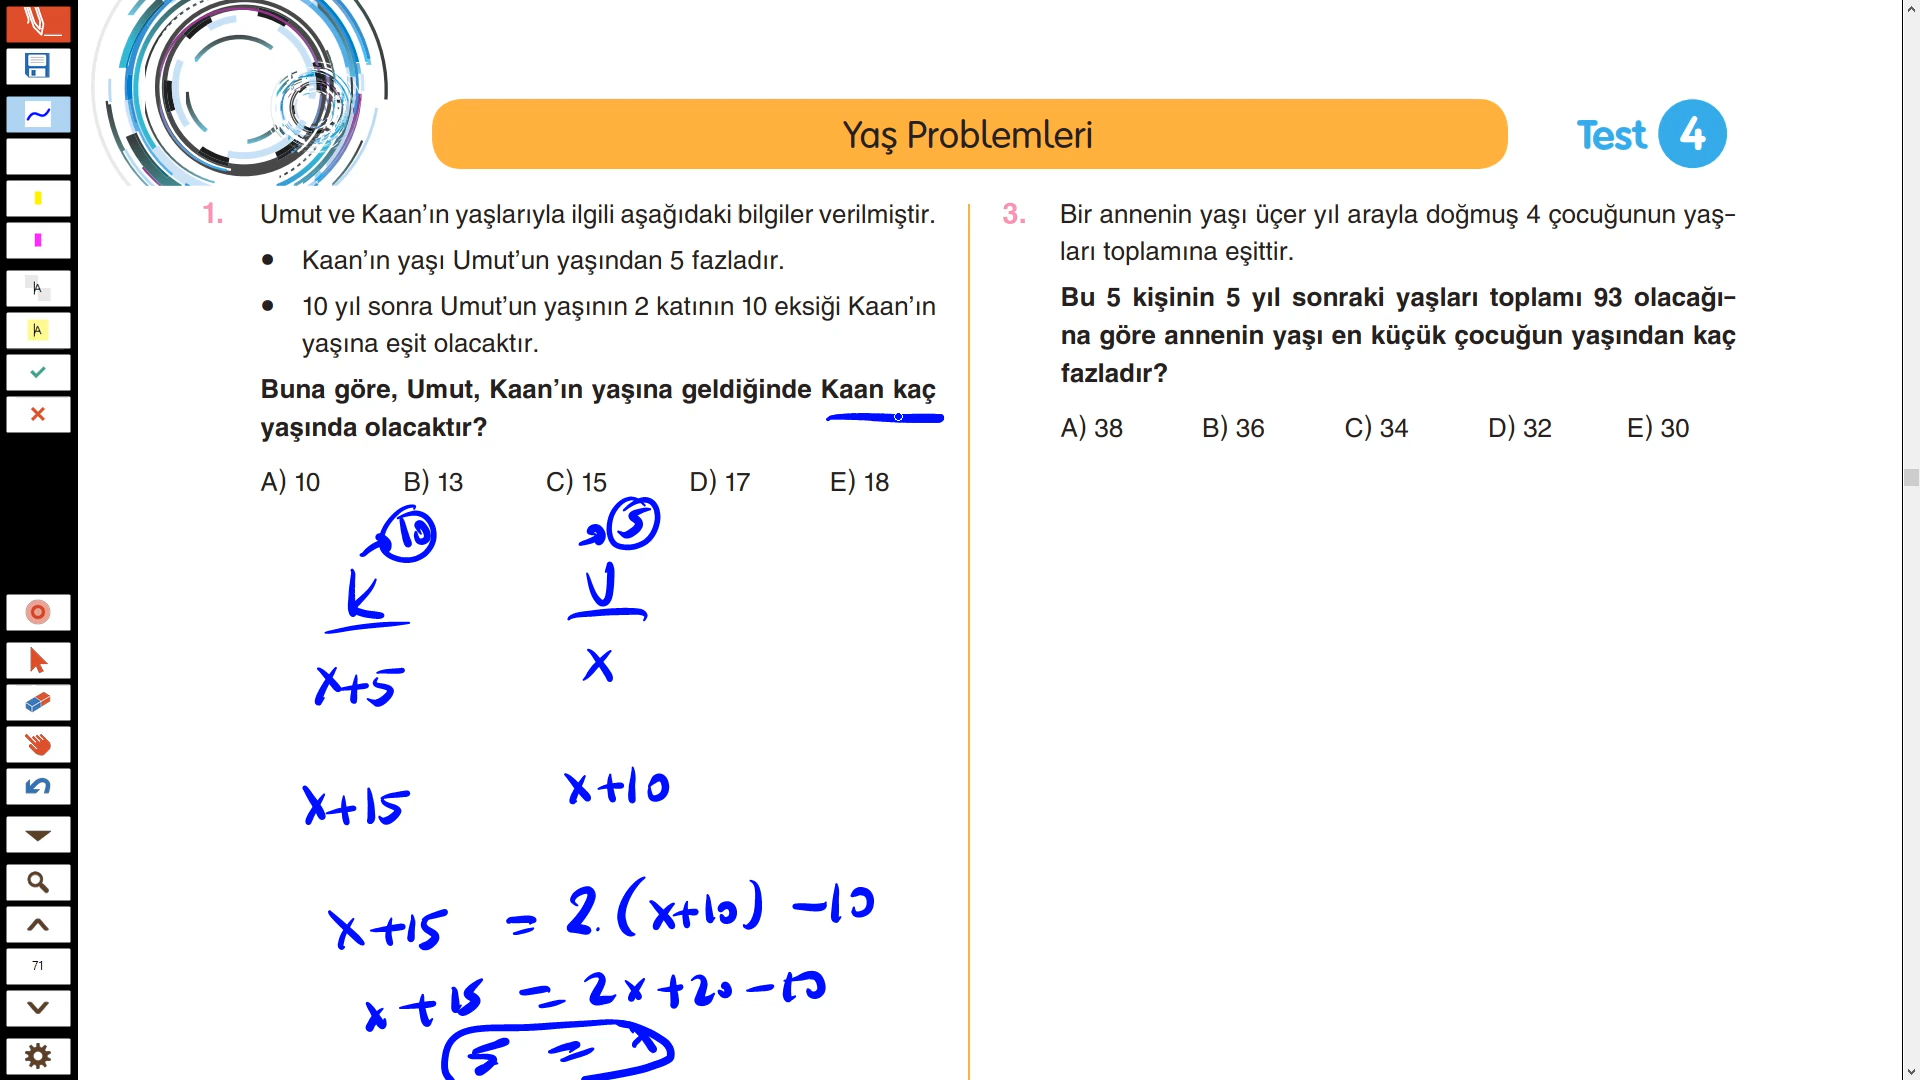 Yaş Problemleri
Test 4
1. Umut ve Kaan'ın yaşlarıyla ilgili aşağıdaki bilgiler verilmiştir.
● Kaan'ın yaşı Umut'un yaşından 5 fazladır.
● 10 yıl sonra Umut'un yaşının 2 katının 10 eksiği Kaan'ın
yaşına eşit olacaktır.
Buna göre, Umut, Kaan'ın yaşına geldiğinde Kaan kaç
yaşında olacaktır?
A) 10 B) 13 C) 15 D) 17 E) 18
10 5
K U
x+5 x
x+15 x+10
x+15 = 2.(x+10) -10
x+15 = 2x+20-10
5 = x
3. Bir annenin yaşı üçer yıl arayla doğmuş 4 çocuğunun yaş-
ları toplamına eşittir.
Bu 5 kişinin 5 yıl sonraki yaşları toplamı 93 olacağı-
na göre annenin yaşı en küçük çocuğun yaşından kaç
fazladır?
A) 38 B) 36 C) 34 D) 32 E) 30
A
A
71